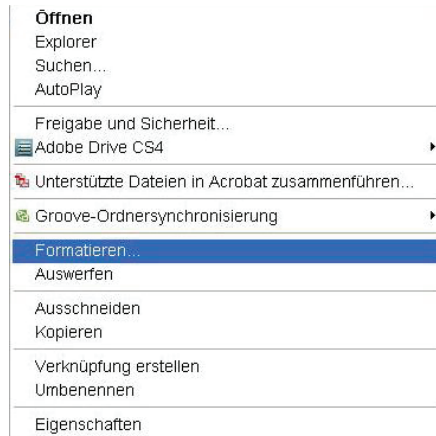 Öffnen
Explorer
Suchen...
AutoPlay
Freigabe und Sicherheit...
Adobe Drive CS4
Unterstützte Dateien in Acrobat zusammenführen...
Groove-Ordnersynchronisierung
Formatieren...
Auswerfen
Ausschneiden
Kopieren
Verknüpfung erstellen
Umbenennen
Eigenschaften